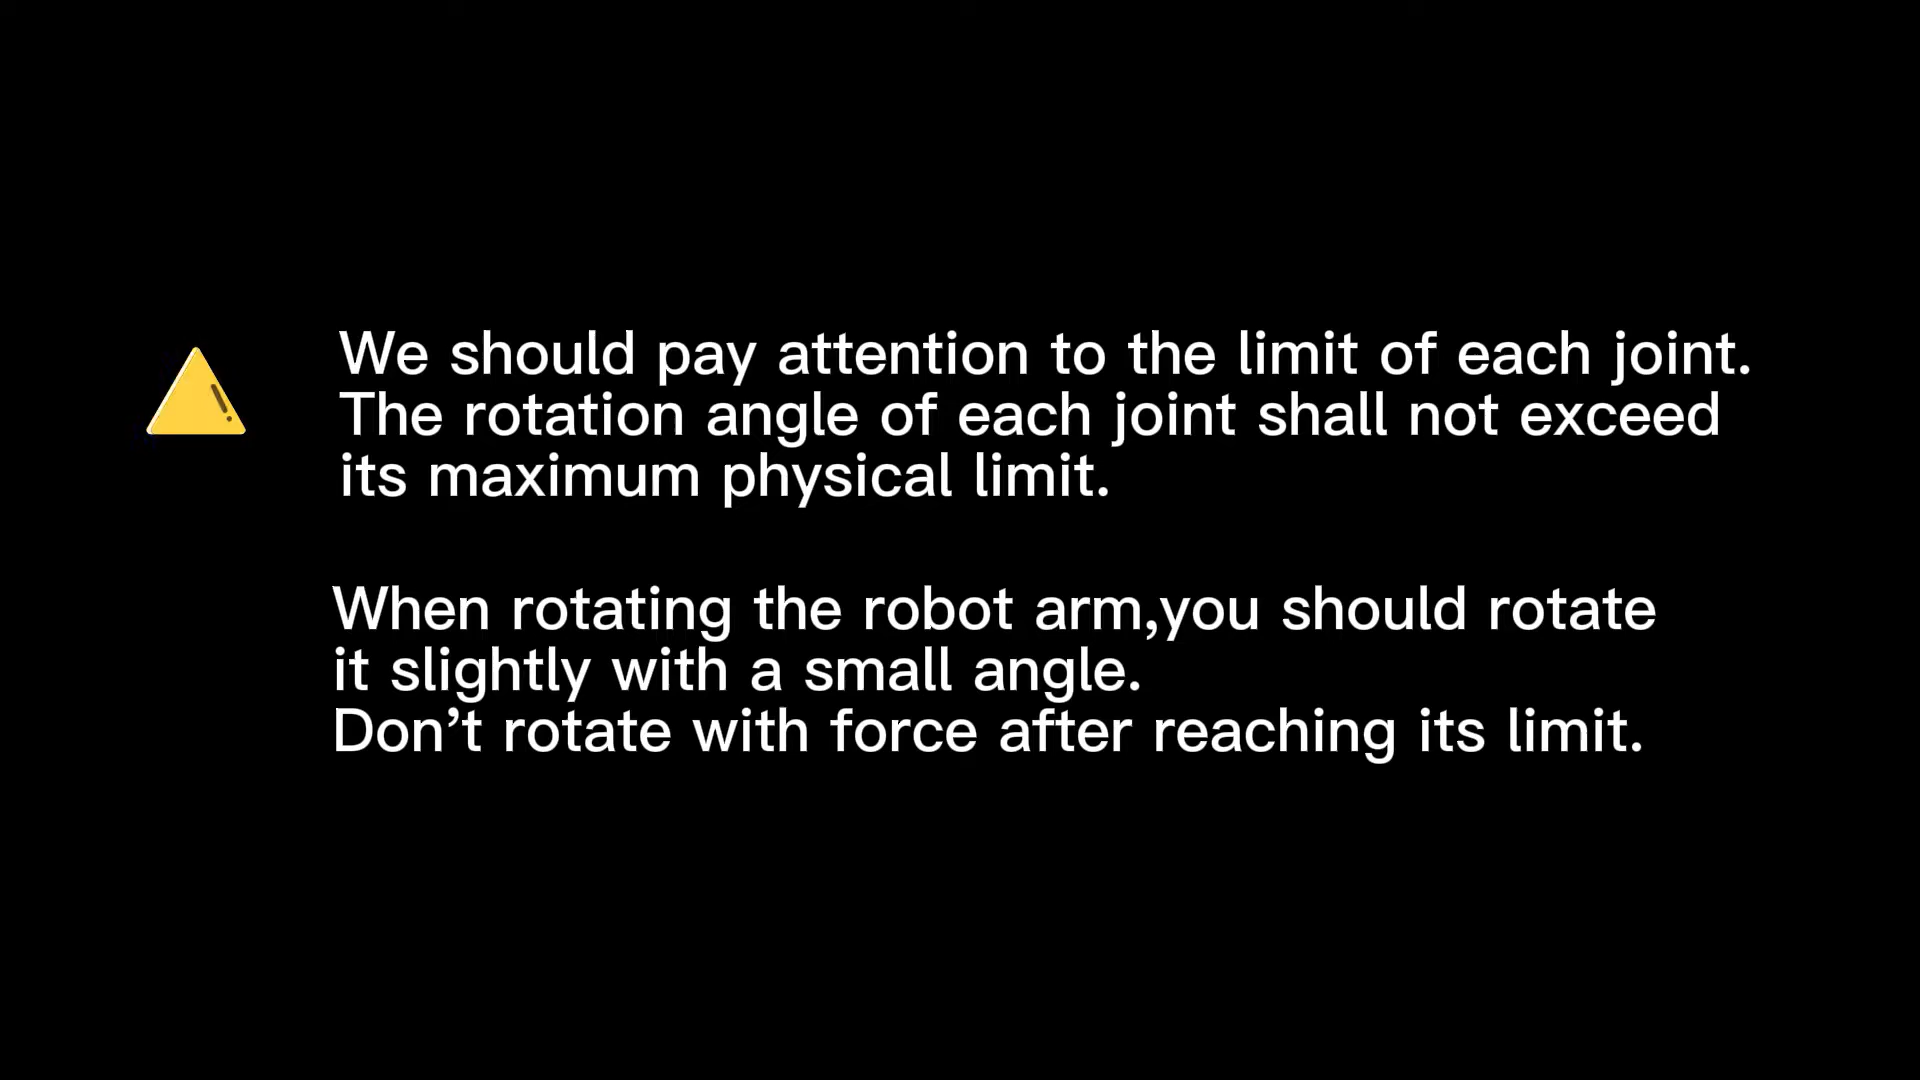 We should pay attention to the limit of each joint.
The rotation angle of each joint shall not exceed
its maximum physical limit.
When rotating the robot arm,you should rotate
it slightly with a small angle.
Don’t rotate with force after reaching its limit.